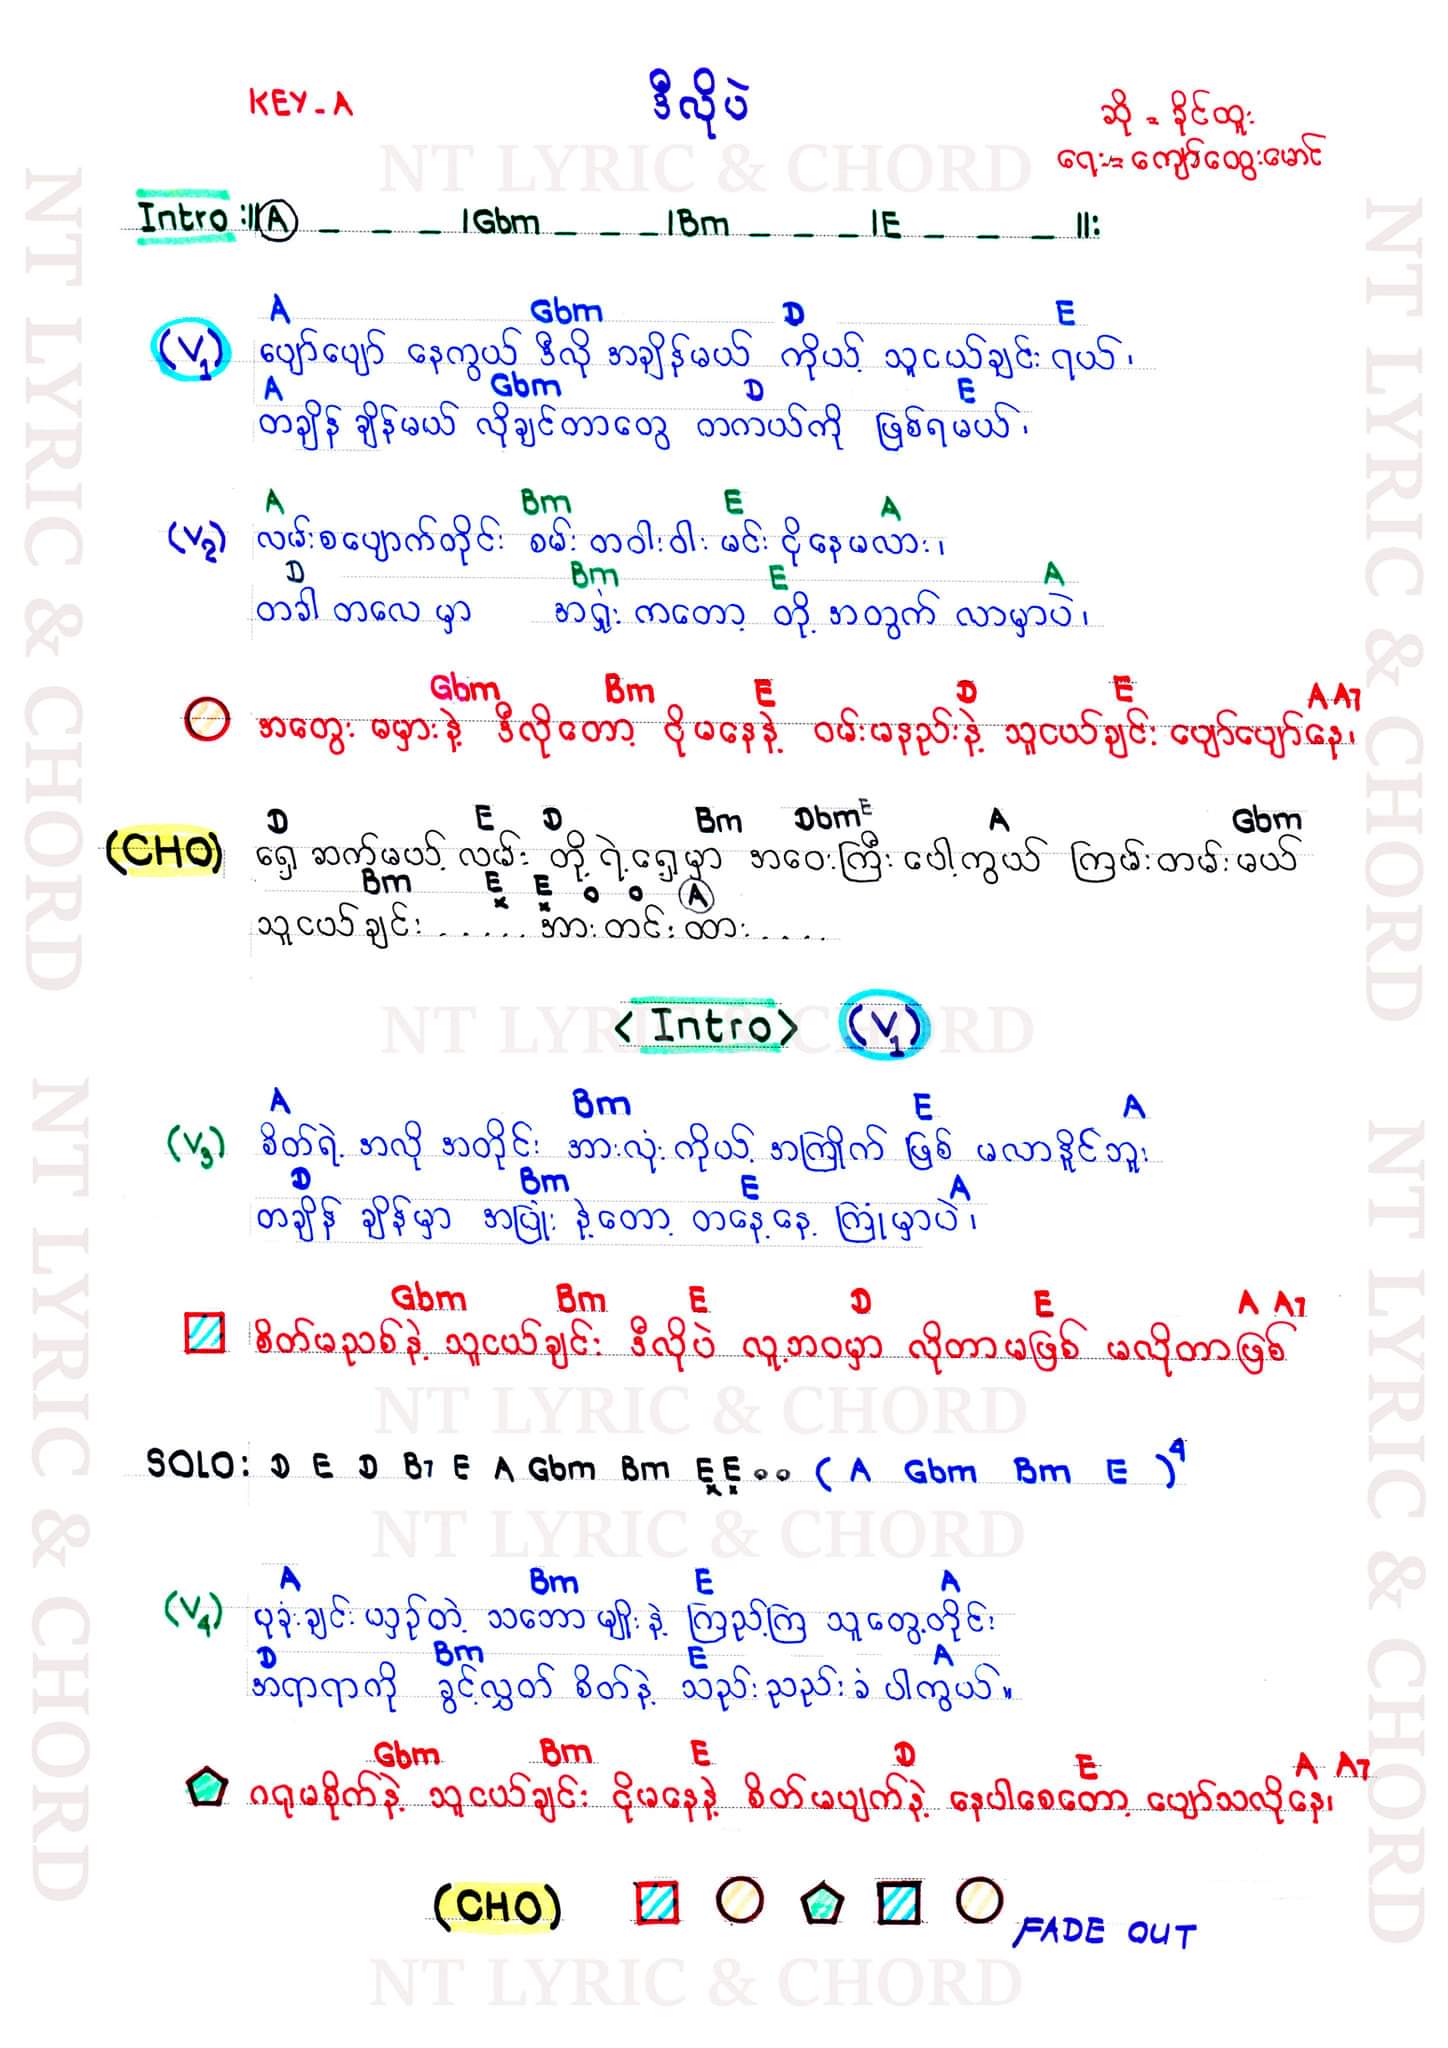 KEY - A
ဒီလိုပဲ
ဆို = ခိုင်ထူး
ရေး = ကျော်ထွေးမောင်
NT LYRIC & CHORD
Intro :|| A _ _ _ | Gbm _ _ _ | Bm _ _ _ | E _ _ _ ||:
A Gbm D E
(V1) ပျော်ပျော် နေကွယ် ဒီလို အချိန်မယ် ကိုယ့် သူငယ်ချင်း ရယ်၊
A Gbm D E
တချိန် ချိန်မယ် လိုချင်တာတွေ တကယ်ကို ဖြစ်ရမယ်၊
A Bm E A
(V2) လမ်းစပျောက်တိုင်း စမ်း တဝါးဝါး မင်း ငိုနေမလား၊
D Bm E A
တခါ တလေ မှာ အရှုံး ကတော့ တို့ အတွက် လာမှာပဲ၊
Gbm Bm E D E A A7
အတွေး မမှားနဲ့ ဒီလိုတော့ ငိုမနေနဲ့ ဝမ်းမနည်းနဲ့ သူငယ်ချင်း ပျော်ပျော်နေ၊
D E D Bm Dbm E A Gbm
(CHO) ရှေ့ ဆက်မယ့် လမ်း တို့ ရဲ့ ရှေ့မှာ အဝေးကြီး ပေါ့ကွယ် ကြမ်းတမ်းမယ်
Bm E E A
သူငယ်ချင်း ..... အားတင်းထား ....
NT LYRIC & CHORD
< Intro > (V1)
A Bm E A
(V3) စိတ်ရဲ့ အလို အတိုင်း အားလုံး ကိုယ့် အကြိုက် ဖြစ် မလာနိူင်ဘူး
D Bm E A
တချိန် ချိန်မှာ အပြုံး နဲ့တော့ တနေ့နေ့ ကြုံမှာပဲ၊
Gbm Bm E D E A A7
စိတ်မညစ်နဲ့ သူငယ်ချင်း ဒီလိုပဲ လူ့ဘဝမှာ လိုတာမဖြစ် မလိုတာဖြစ်
NT LYRIC & CHORD
SOLO: D E D B7 E A Gbm Bm E E ( A Gbm Bm E )4
NT LYRIC & CHORD
A Bm E A
(V4) ပုခုံးချင်း ယှဉ်တဲ့ သဘော မျိုးနဲ့ ကြည့်ကြ သူတွေ့တိုင်း
D Bm E A
အရာရာကို ခွင့်လွှတ် စိတ်နဲ့ သည်းညည်းခံ ပါကွယ်။
Gbm Bm E D E A A7
ဂရုမစိုက်နဲ့ သူငယ်ချင်း ငိုမနေနဲ့ စိတ်မပျက်နဲ့ နေပါစေတော့ ပျော်သလိုနေ၊
(CHO)
FADE OUT
NT LYRIC & CHORD
NT LYRIC & CHORD
NT LYRIC & CHORD
NT LYRIC & CHORD
NT LYRIC & CHORD